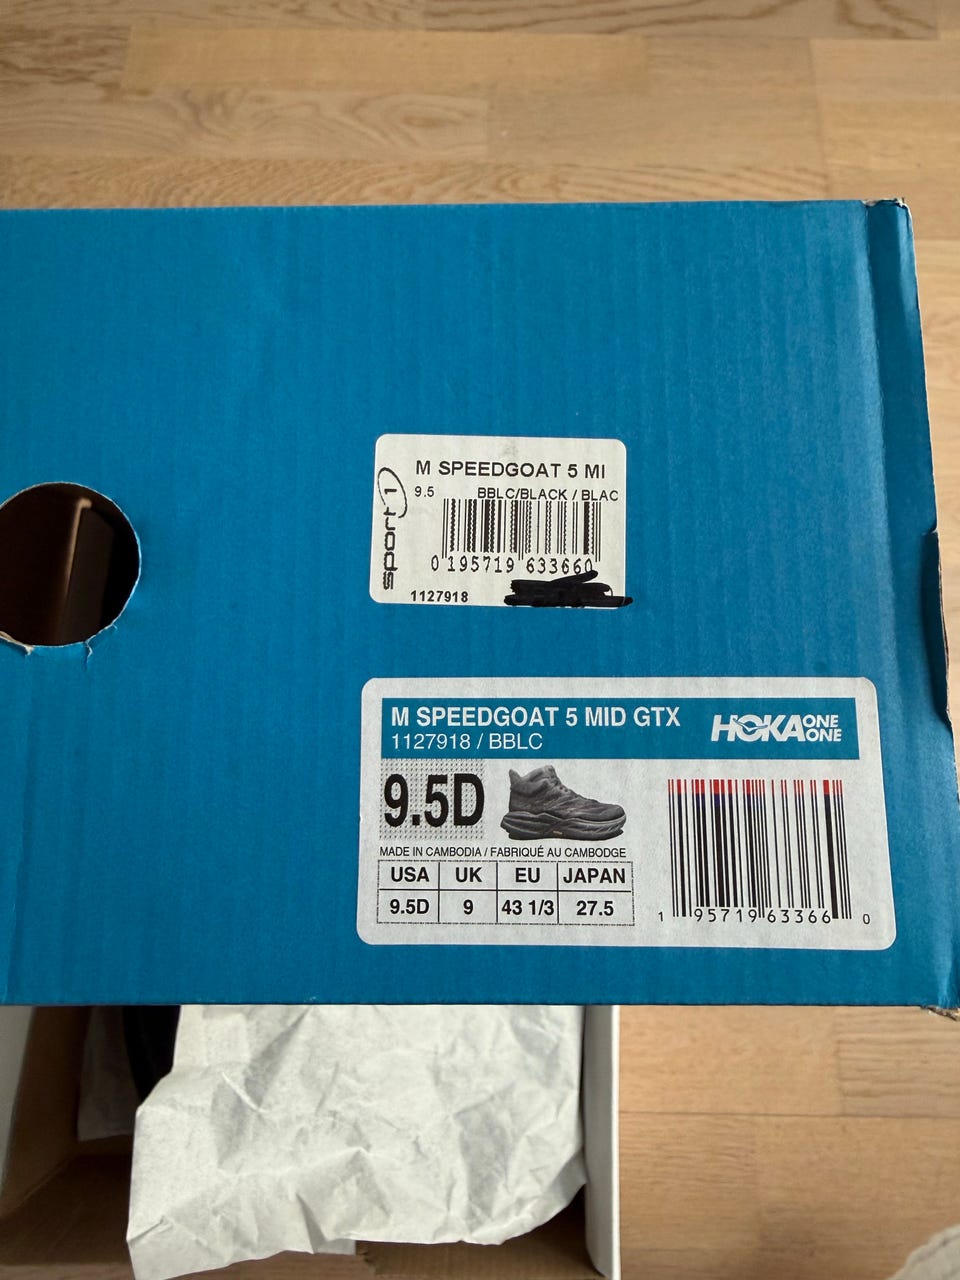 M SPEEDGOAT 5 MI
9.5 BBLC/BLACK / BLAC
sport1
0 195719 633660
1127918
M SPEEDGOAT 5 MID GTX
1127918 / BBLC
HOKA ONE ONE
9.5D
MADE IN CAMBODIA / FABRIQUÉ AU CAMBODGE
USA UK EU JAPAN
9.5D 9 43 1/3 27.5
1 95719 63366 0